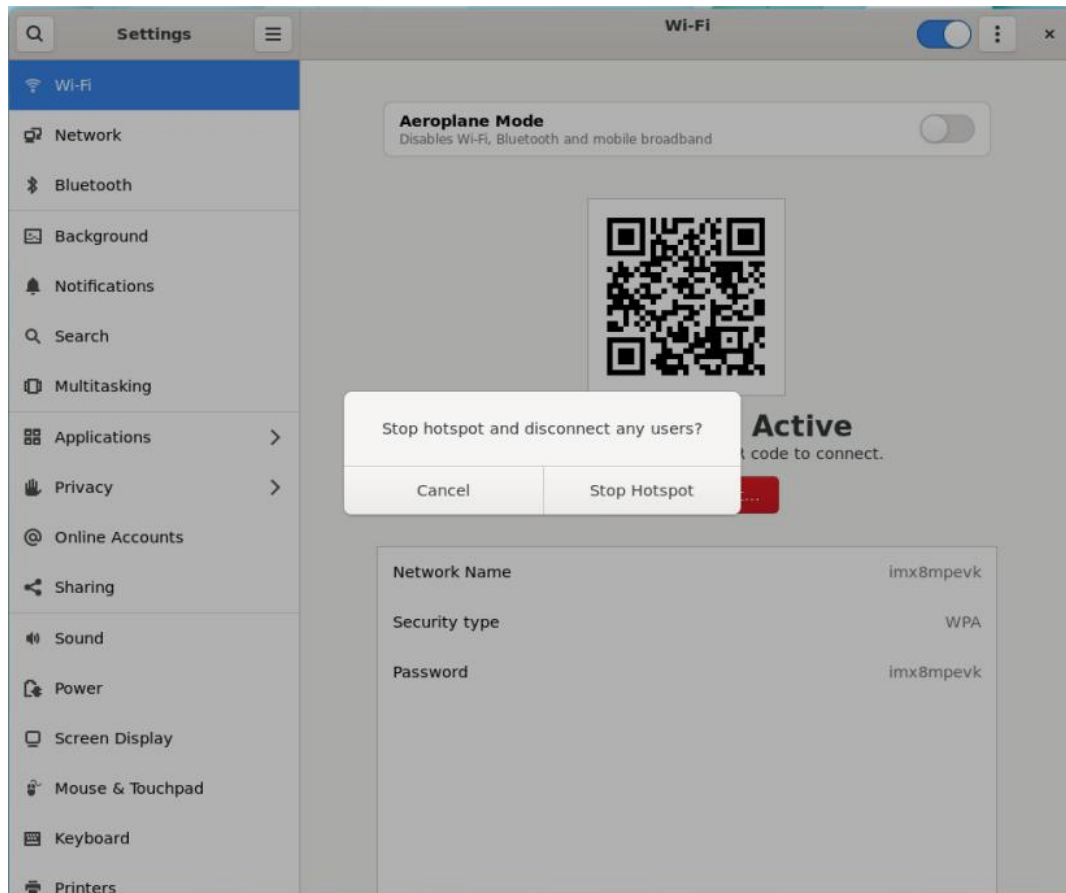 Settings
Wi-Fi
Wi-Fi
Network
Bluetooth
Background
Notifications
Search
Multitasking
Applications
Privacy
Online Accounts
Sharing
Sound
Power
Screen Display
Mouse & Touchpad
Keyboard
Printers
Aeroplane Mode
Disables Wi-Fi, Bluetooth and mobile broadband
Active
code to connect.
Stop hotspot and disconnect any users?
Cancel
Stop Hotspot
Network Name
imx8mpevk
Security type
WPA
Password
imx8mpevk